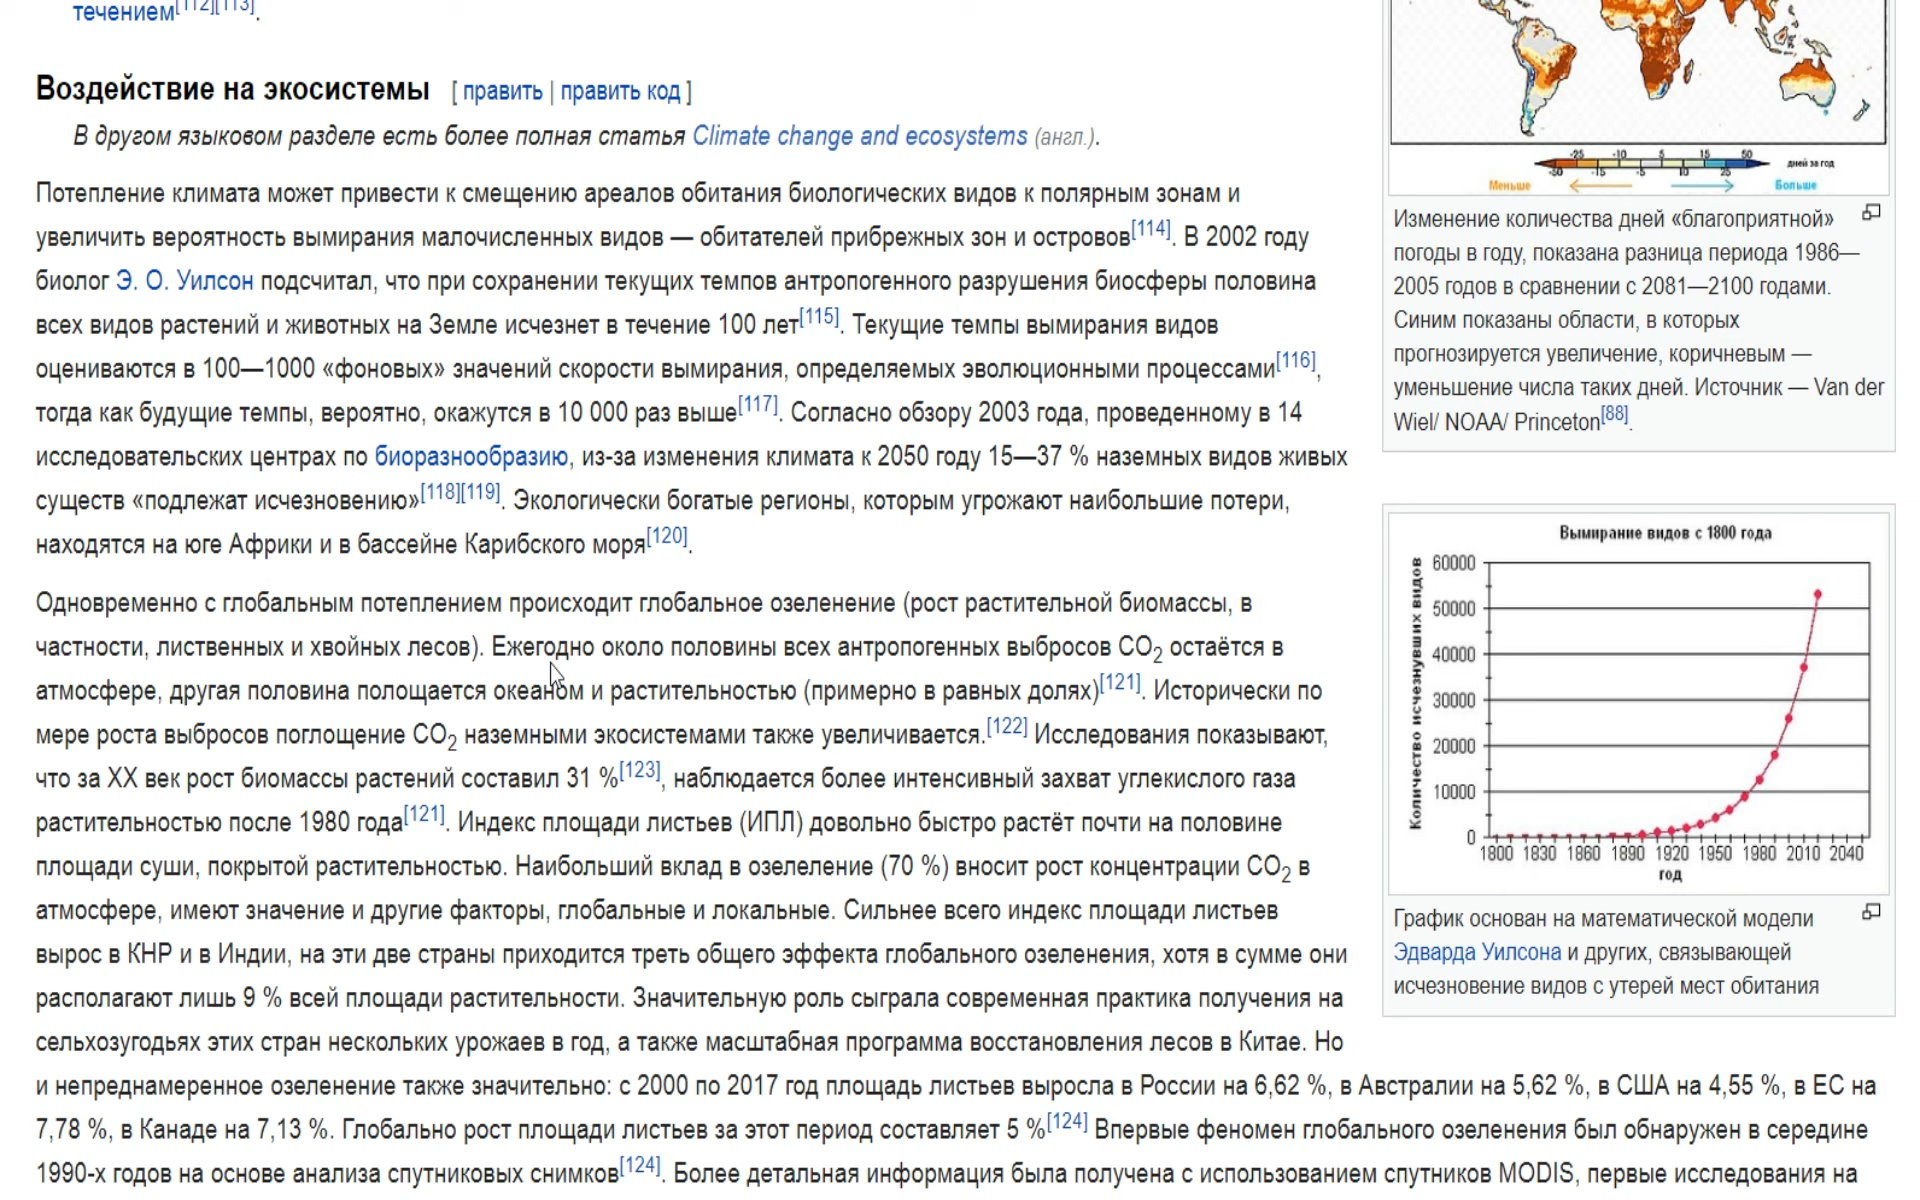 течением[112][113].
Воздействие на экосистемы [ править | править код ]
В другом языковом разделе есть более полная статья Climate change and ecosystems (англ.).
Потепление климата может привести к смещению ареалов обитания биологических видов к полярным зонам и
увеличить вероятность вымирания малочисленных видов — обитателей прибрежных зон и островов[114]. В 2002 году
биолог Э. О. Уилсон подсчитал, что при сохранении текущих темпов антропогенного разрушения биосферы половина
всех видов растений и животных на Земле исчезнет в течение 100 лет[115]. Текущие темпы вымирания видов
оцениваются в 100—1000 «фоновых» значений скорости вымирания, определяемых эволюционными процессами[116],
тогда как будущие темпы, вероятно, окажутся в 10 000 раз выше[117]. Согласно обзору 2003 года, проведенному в 14
исследовательских центрах по биоразнообразию, из-за изменения климата к 2050 году 15—37 % наземных видов живых
существ «подлежат исчезновению»[118][119]. Экологически богатые регионы, которым угрожают наибольшие потери,
находятся на юге Африки и в бассейне Карибского моря[120].
Одновременно с глобальным потеплением происходит глобальное озеленение (рост растительной биомассы, в
частности, лиственных и хвойных лесов). Ежегодно около половины всех антропогенных выбросов CO2 остаётся в
атмосфере, другая половина полощается океаном и растительностью (примерно в равных долях)[121]. Исторически по
мере роста выбросов поглощение CO2 наземными экосистемами также увеличивается.[122] Исследования показывают,
что за XX век рост биомассы растений составил 31 %[123], наблюдается более интенсивный захват углекислого газа
растительностью после 1980 года[121]. Индекс площади листьев (ИПЛ) довольно быстро растёт почти на половине
площади суши, покрытой растительностью. Наибольший вклад в озелеление (70 %) вносит рост концентрации CO2 в
атмосфере, имеют значение и другие факторы, глобальные и локальные. Сильнее всего индекс площади листьев
вырос в КНР и в Индии, на эти две страны приходится треть общего эффекта глобального озеленения, хотя в сумме они
располагают лишь 9 % всей площади растительности. Значительную роль сыграла современная практика получения на
сельхозугодьях этих стран нескольких урожаев в год, а также масштабная программа восстановления лесов в Китае. Но
и непреднамеренное озеленение также значительно: с 2000 по 2017 год площадь листьев выросла в России на 6,62 %, в Австралии на 5,62 %, в США на 4,55 %, в ЕС на
7,78 %, в Канаде на 7,13 %. Глобально рост площади листьев за этот период составляет 5 %[124] Впервые феномен глобального озеленения был обнаружен в середине
1990-х годов на основе анализа спутниковых снимков[124]. Более детальная информация была получена с использованием спутников MODIS, первые исследования на
-25 -10 5 15 50 дней за год
-50 -15 -5 10 25
Меньше Больше
Изменение количества дней «благоприятной»
погоды в году, показана разница периода 1986—
2005 годов в сравнении с 2081—2100 годами.
Синим показаны области, в которых
прогнозируется увеличение, коричневым —
уменьшение числа таких дней. Источник — Van der
Wiel/ NOAA/ Princeton[88].
Вымирание видов с 1800 года
Количество исчезнувших видов
60000
50000
40000
30000
20000
10000
0
1800 1830 1860 1890 1920 1950 1980 2010 2040
год
График основан на математической модели
Эдварда Уилсона и других, связывающей
исчезновение видов с утерей мест обитания